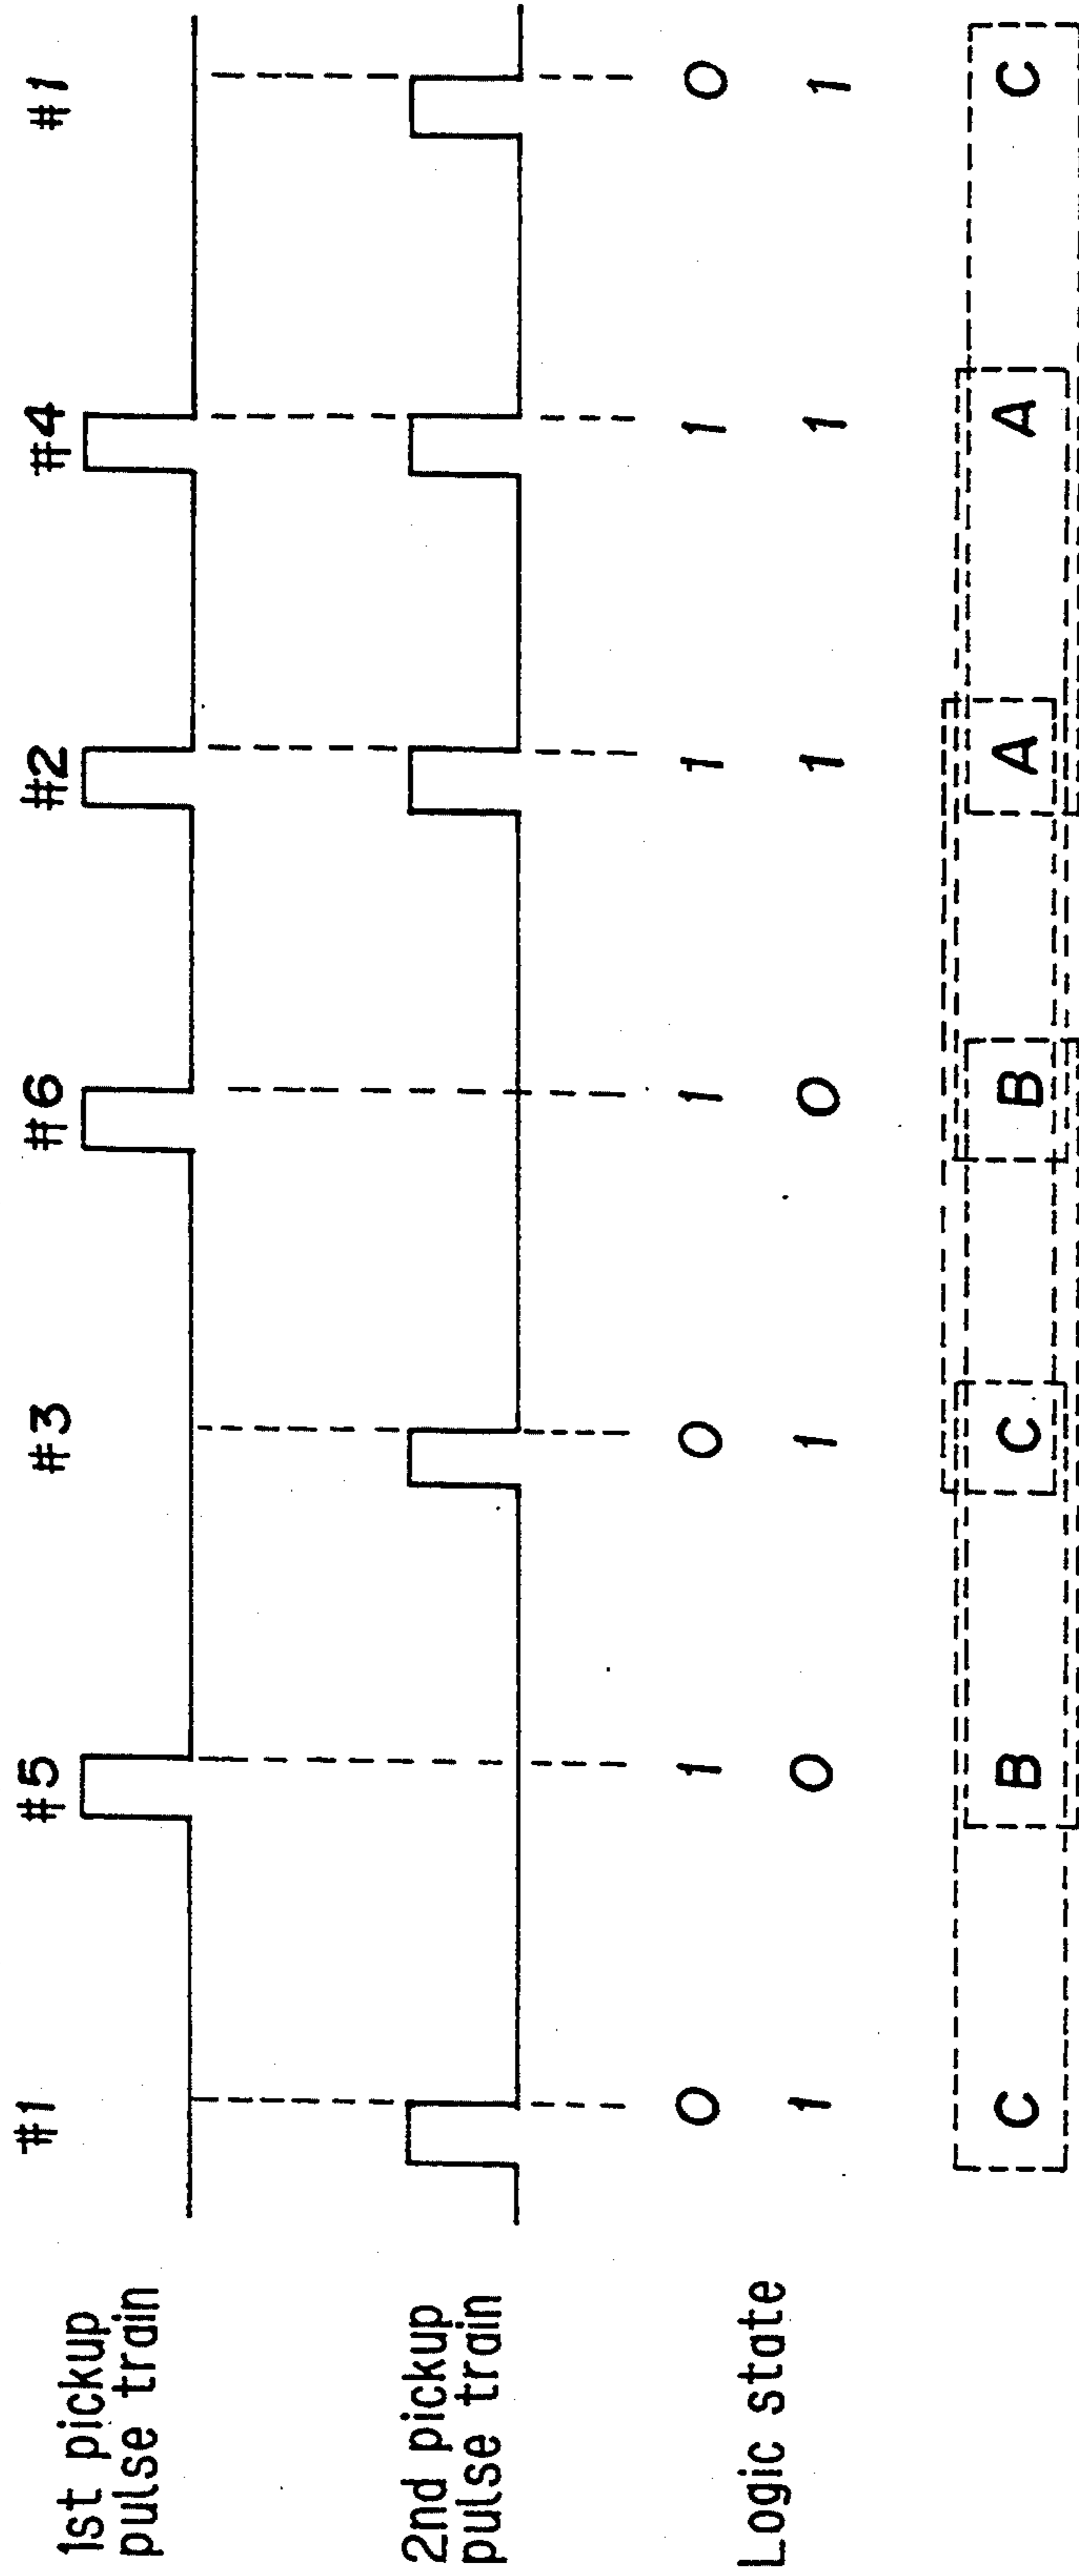 #1 #5 #3 #6 #2 #4 #1
1st pickup
pulse train
2nd pickup
pulse train
Logic state
0 1 0 1 1 1 0
1 0 1 0 1 1 1
C B C B A A C